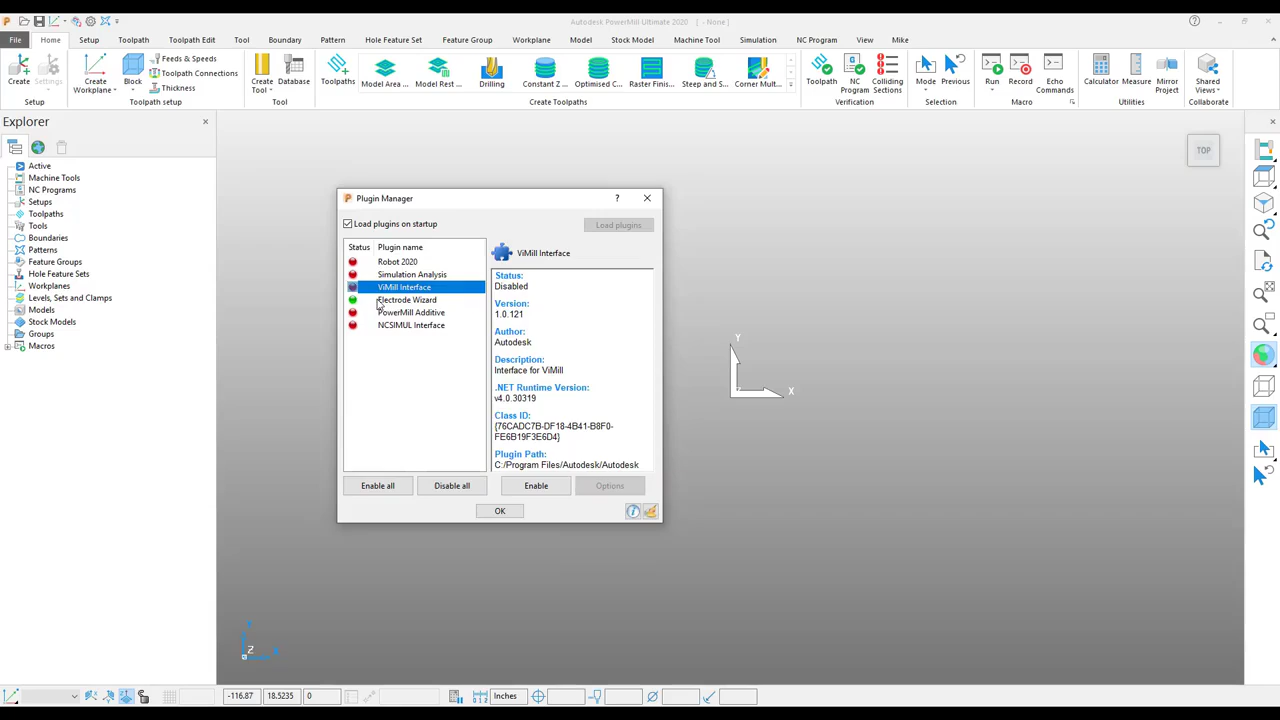 Autodesk PowerMill Ultimate 2020 [ - None ]
File Home Setup Toolpath Toolpath Edit Tool Boundary Pattern Hole Feature Set Feature Group Workplane Model Stock Model Machine Tool Simulation NC Program View Mike
Create
Settings
Setup
Create Workplane
Block
Feeds & Speeds
Toolpath Connections
Thickness
Toolpath setup
Create Tool
Database
Tool
Toolpaths
Model Area ...
Model Rest ...
Drilling
Constant Z ...
Optimised C...
Raster Finis...
Steep and S...
Corner Mult...
Create Toolpaths
Toolpath
NC Program
Colliding Sections
Verification
Mode
Previous
Selection
Run
Record
Echo Commands
Macro
Calculator
Measure
Mirror Project
Utilities
Shared Views
Collaborate
Explorer
Active
Machine Tools
NC Programs
Setups
Toolpaths
Tools
Boundaries
Patterns
Feature Groups
Hole Feature Sets
Workplanes
Levels, Sets and Clamps
Models
Stock Models
Groups
Macros
TOP
Plugin Manager
Load plugins on startup
Load plugins
Status Plugin name
Robot 2020
Simulation Analysis
ViMill Interface
Electrode Wizard
PowerMill Additive
NCSIMUL Interface
ViMill Interface
Status:
Disabled
Version:
1.0.121
Author:
Autodesk
Description:
Interface for ViMill
.NET Runtime Version:
v4.0.30319
Class ID:
{76CADC7B-DF18-4B41-B8F0-
FE6B19F3E6D4}
Plugin Path:
C:/Program Files/Autodesk/Autodesk
Enable all
Disable all
Enable
Options
OK
Y
X
Z
-116.87 18.5235 0 Inches